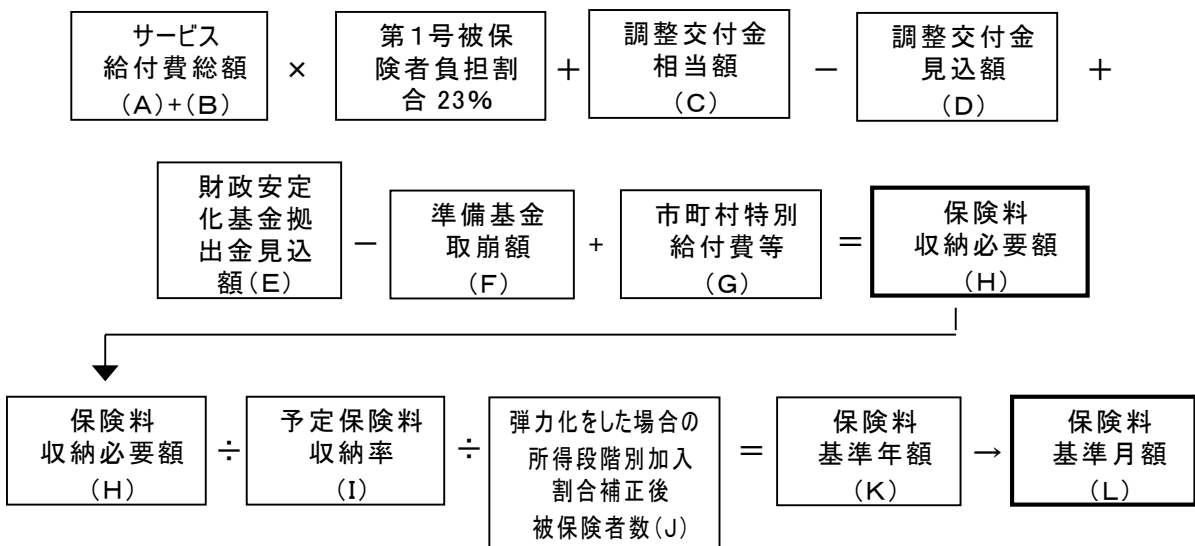 サービス
給付費総額
(A)+(B)
×
第1号被保
険者負担割
合 23%
＋
調整交付金
相当額
(C)
－
調整交付金
見込額
(D)
＋
財政安定
化基金拠
出金見込
額(E)
－
準備基金
取崩額
(F)
+
市町村特別
給付費等
(G)
＝
保険料
収納必要額
(H)
保険料
収納必要額
(H)
÷
予定保険料
収納率
(I)
÷
弾力化をした場合の
所得段階別加入
割合補正後
被保険者数(J)
＝
保険料
基準年額
(K)
→
保険料
基準月額
(L)